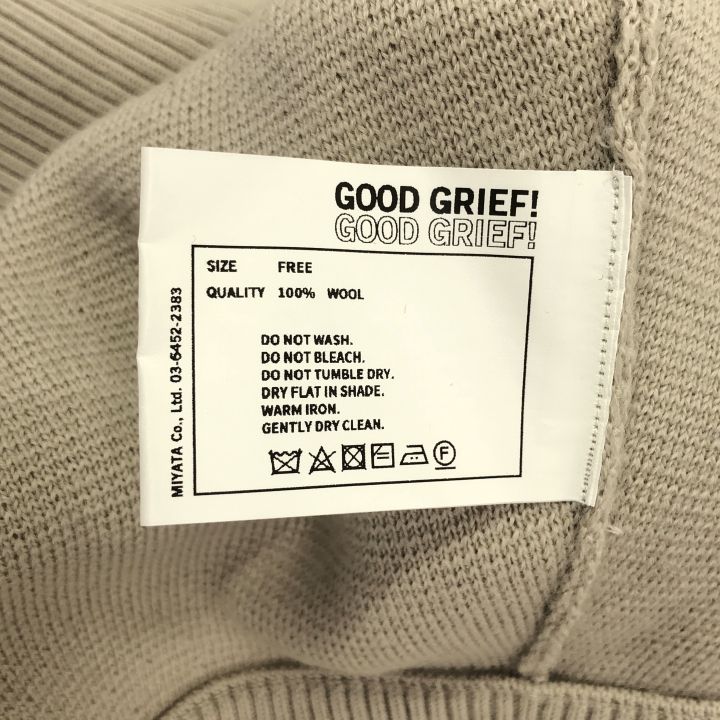 GOOD GRIEF!
GOOD GRIEF!
SIZE FREE
QUALITY 100% WOOL
DO NOT WASH.
DO NOT BLEACH.
DO NOT TUMBLE DRY.
DRY FLAT IN SHADE.
WARM IRON.
GENTLY DRY CLEAN.
F
MIYATA Co., Ltd. 03-6452-2383